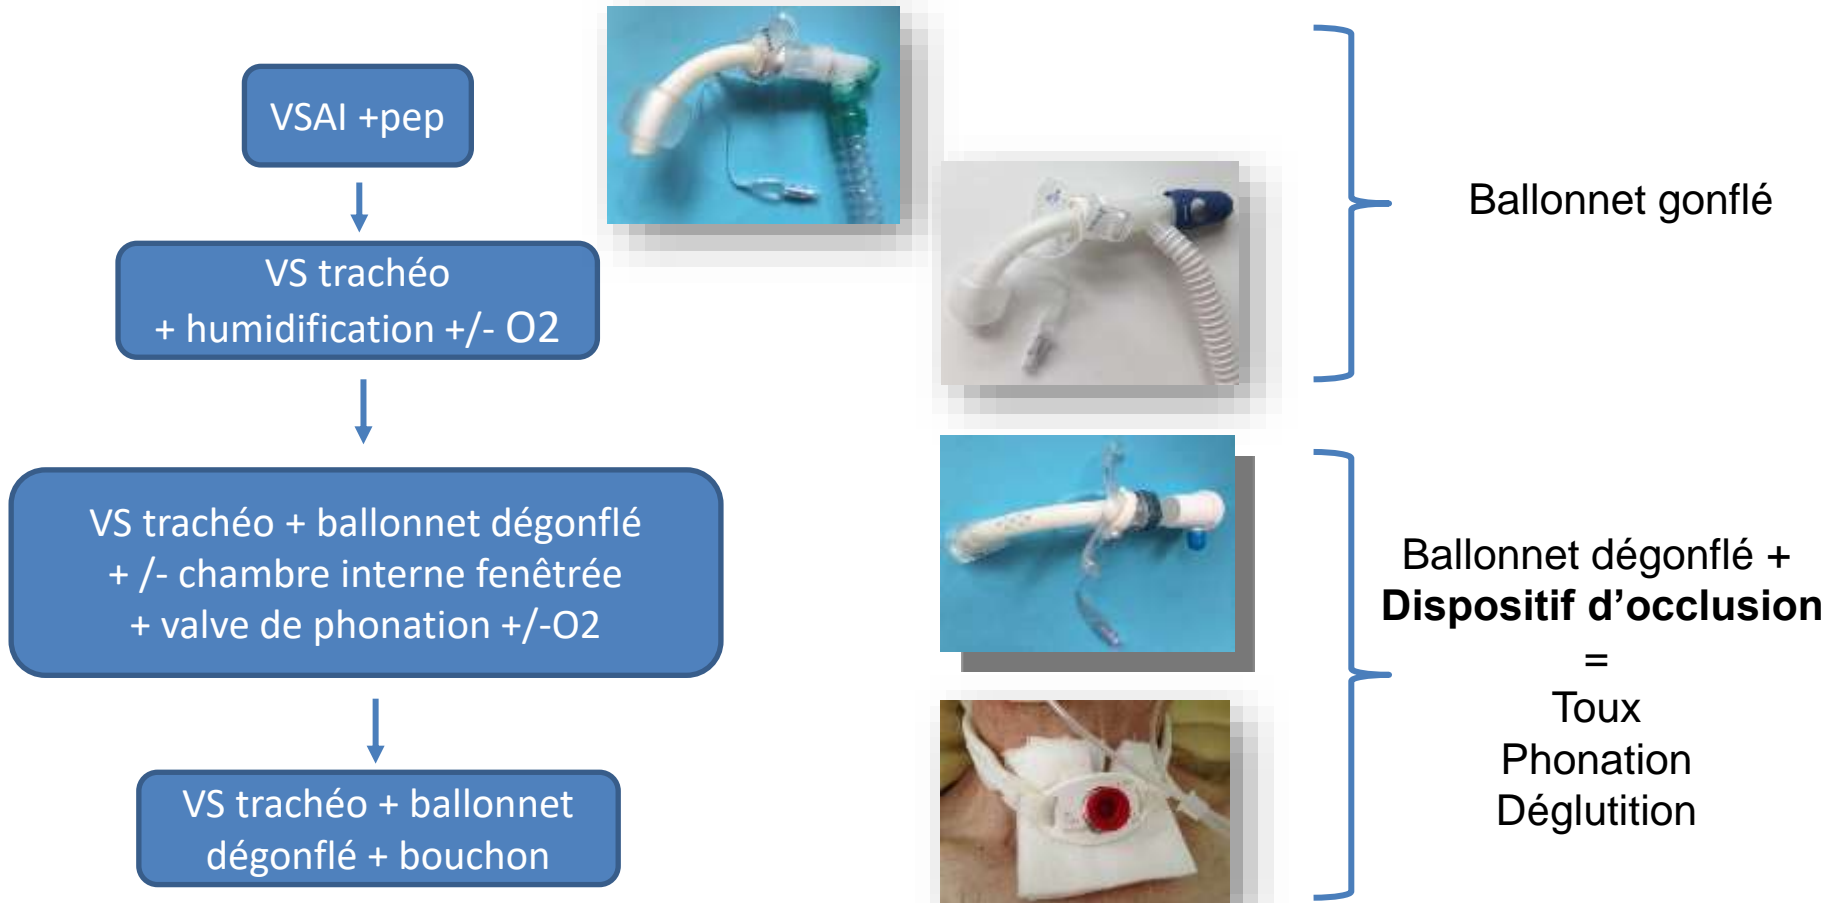 VSAI +pep
VS trachéo
+ humidification +/- O2
VS trachéo + ballonnet dégonflé
+ /- chambre interne fenêtrée
+ valve de phonation +/-O2
VS trachéo + ballonnet
dégonflé + bouchon
Ballonnet gonflé
Ballonnet dégonflé +
Dispositif d’occlusion
=
Toux
Phonation
Déglutition